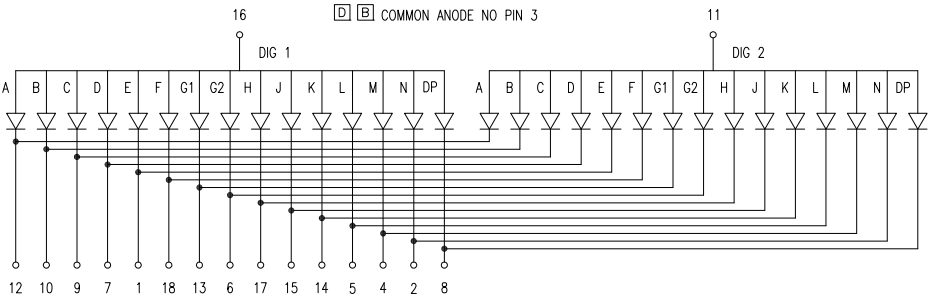 16 D B COMMON ANODE NO PIN 3 11
DIG 1 DIG 2
A B C D E F G1 G2 H J K L M N DP A B C D E F G1 G2 H J K L M N DP
12 10 9 7 1 18 13 6 17 15 14 5 4 2 8